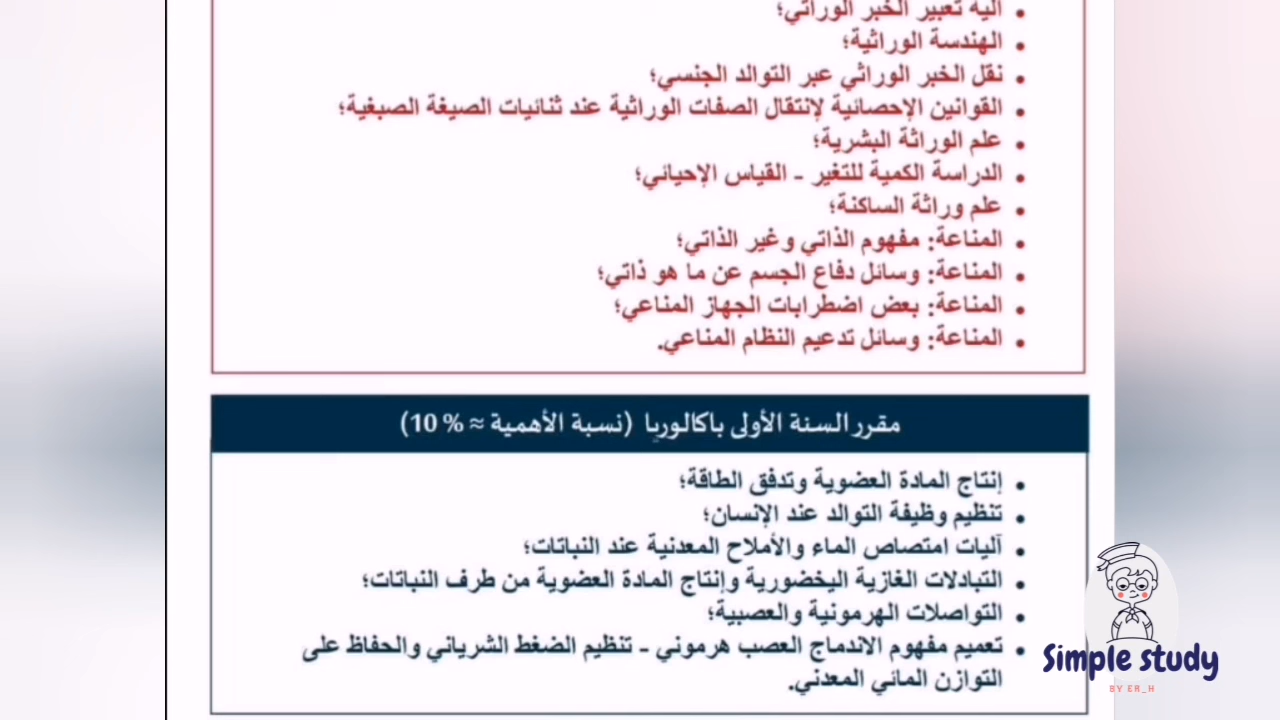 آلية تعبير الخبر الوراثي؛
الهندسة الوراثية؛
نقل الخبر الوراثي عبر التوالد الجنسي؛
القوانين الإحصائية لإنتقال الصفات الوراثية عند ثنائيات الصيغة الصبغية؛
علم الوراثة البشرية؛
الدراسة الكمية للتغير - القياس الإحيائي؛
علم وراثة الساكنة؛
المناعة: مفهوم الذاتي وغير الذاتي؛
المناعة: وسائل دفاع الجسم عن ما هو ذاتي؛
المناعة: بعض اضطرابات الجهاز المناعي؛
المناعة: وسائل تدعيم النظام المناعي.
مقرر السنة الأولى باكالوريا (نسبة الأهمية ≈ % 10)
إنتاج المادة العضوية وتدفق الطاقة؛
تنظيم وظيفة التوالد عند الإنسان؛
آليات امتصاص الماء والأملاح المعدنية عند النباتات؛
التبادلات الغازية اليخضورية وإنتاج المادة العضوية من طرف النباتات؛
التواصلات الهرمونية والعصبية؛
تعميم مفهوم الاندماج العصب هرموني - تنظيم الضغط الشرياني والحفاظ على
التوازن المائي المعدني.
Simple study
BY ER_H